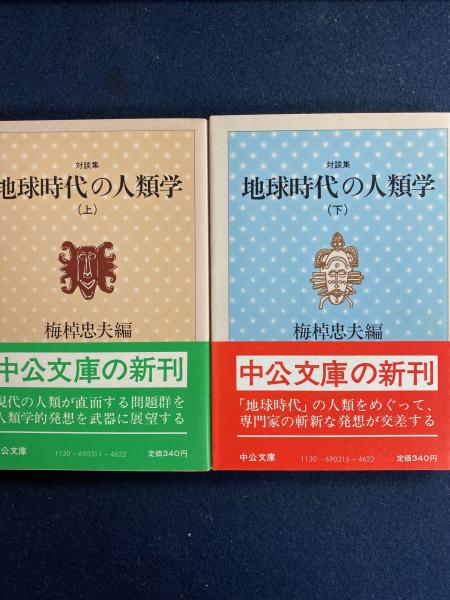 対談集
地球時代の人類学
(上)
梅棹忠夫編
中公文庫の新刊
現代の人類が直面する問題群を
人類学的発想を武器に展望する
中公文庫
1130-690311-4622
定価340円
対談集
地球時代の人類学
(下)
梅棹忠夫編
中公文庫の新刊
「地球時代」の人類をめぐって、
専門家の斬新な発想が交差する
中公文庫
1130-690315-4622
定価340円